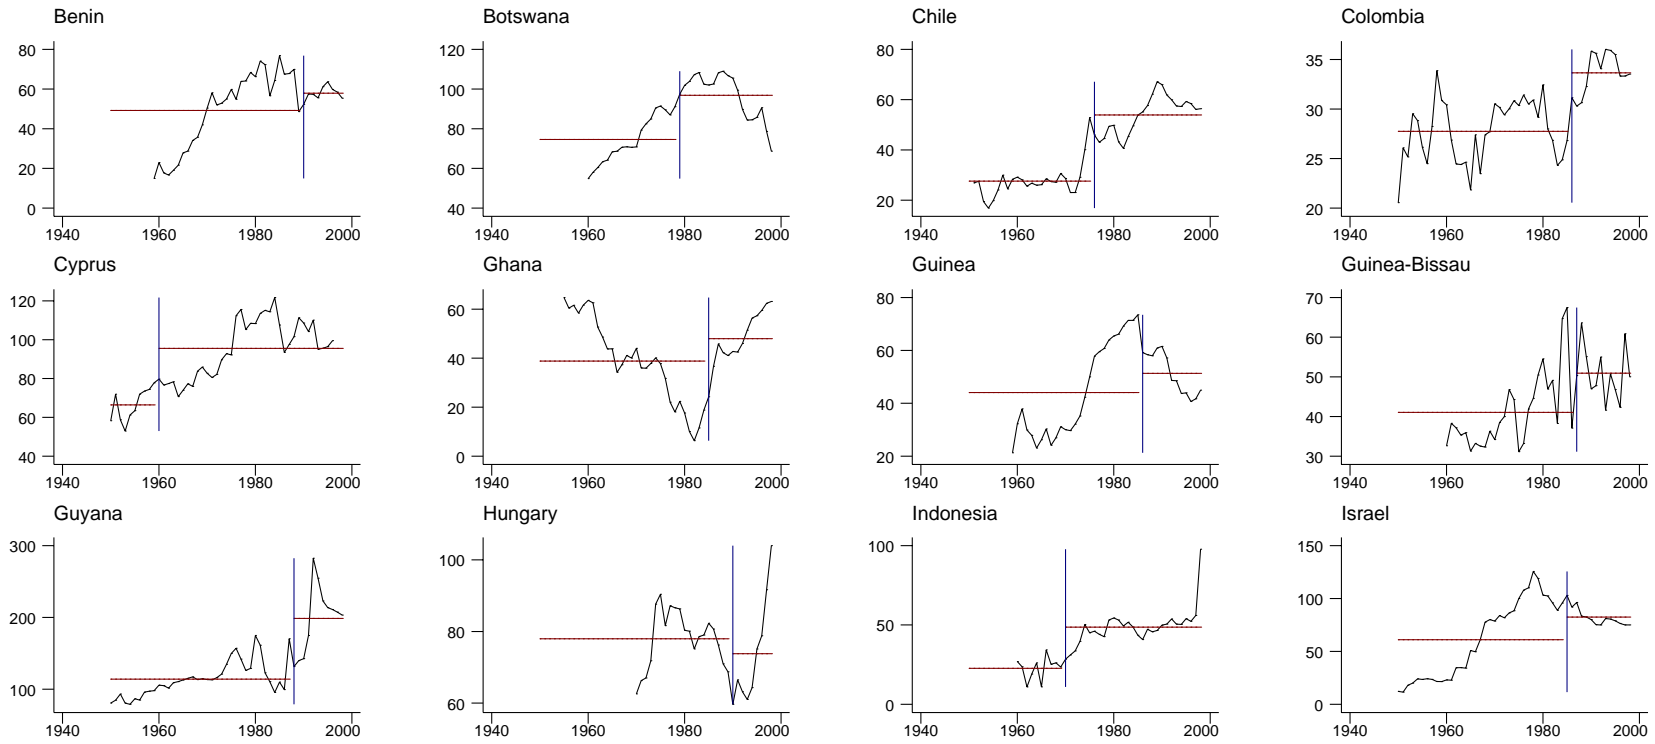 Benin Botswana Chile Colombia
80 120 80 35
60 100 60
40 80 40 30
20 60 25
0 40 20 20
1940 1960 1980 2000 1940 1960 1980 2000 1940 1960 1980 2000 1940 1960 1980 2000
Cyprus Ghana Guinea Guinea-Bissau
120 60 80 70
100 40 60 60
80 50
60 20 40 40
40 0 20 30
1940 1960 1980 2000 1940 1960 1980 2000 1940 1960 1980 2000 1940 1960 1980 2000
Guyana Hungary Indonesia Israel
300 100 100 150
200 80 50 100
50
100 60 0 0
1940 1960 1980 2000 1940 1960 1980 2000 1940 1960 1980 2000 1940 1960 1980 2000